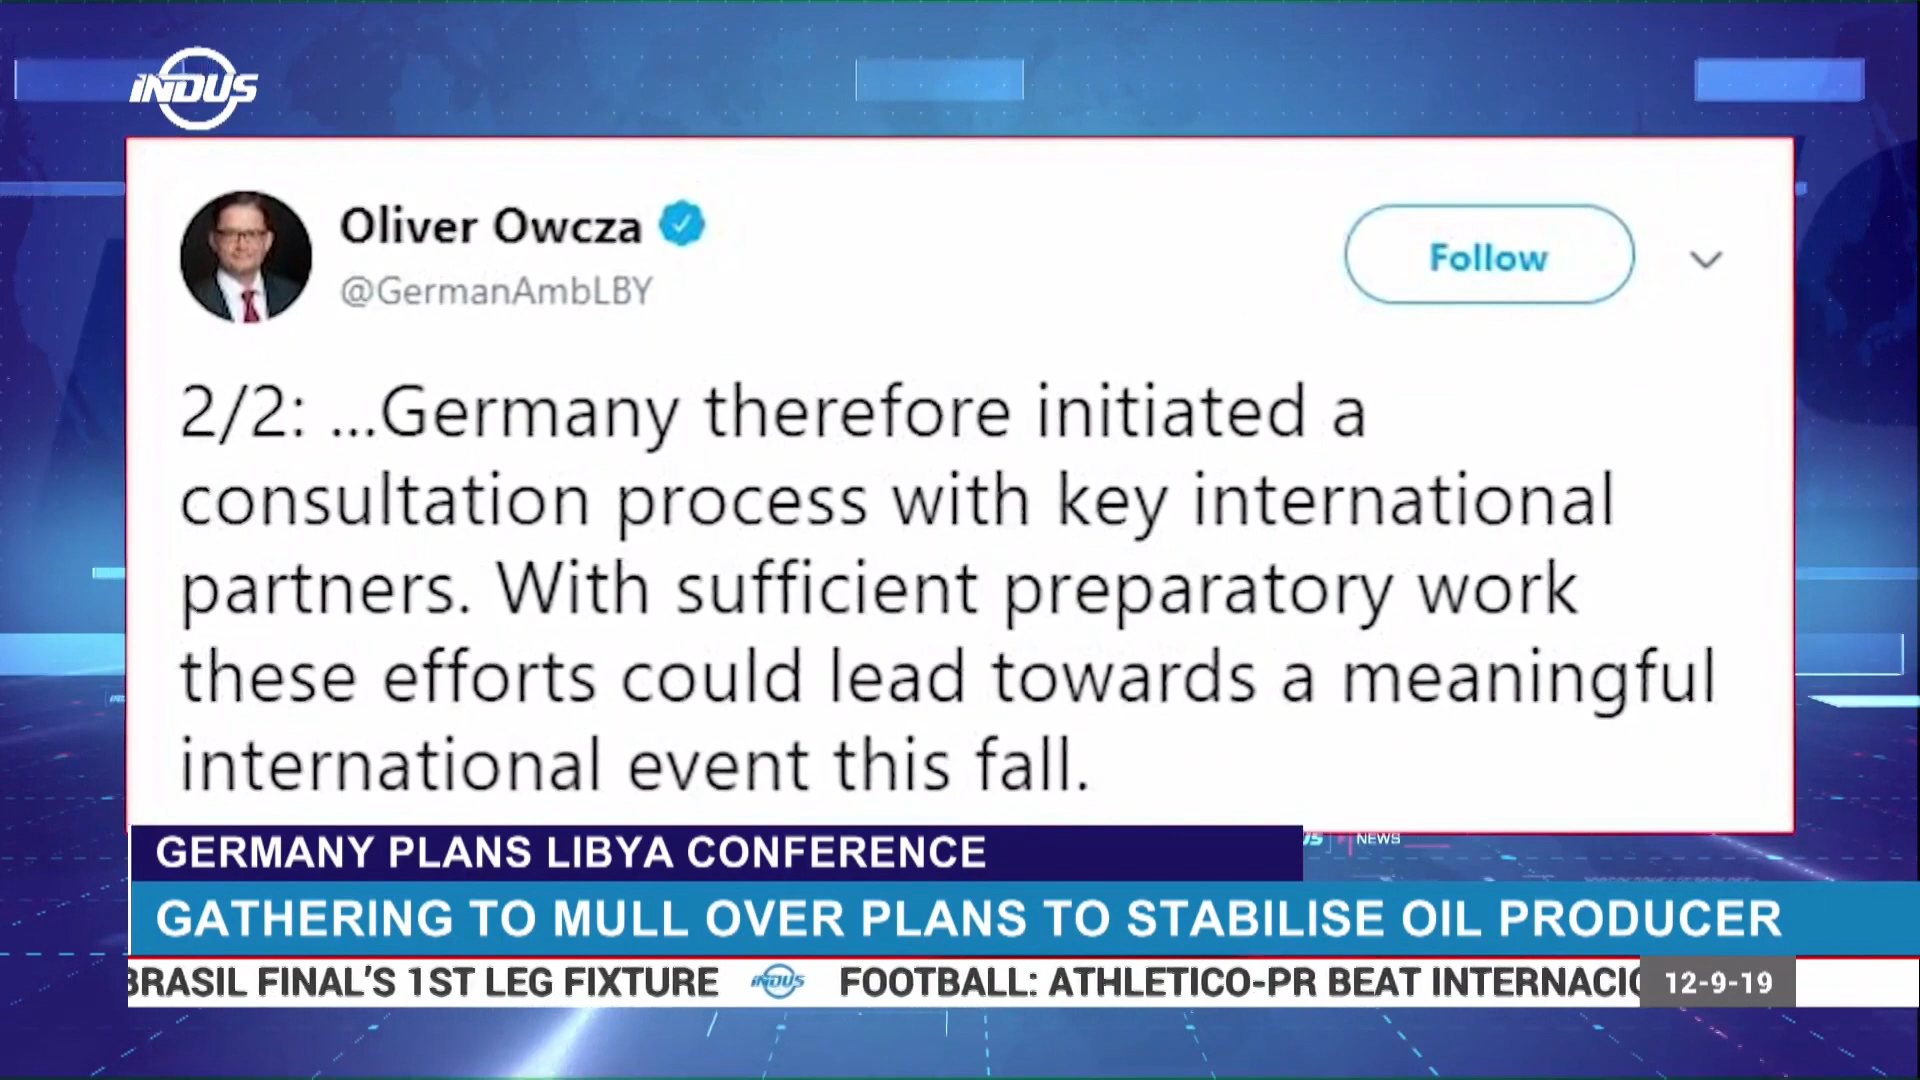 INDUS
Oliver Owcza
@GermanAmbLBY
Follow
2/2: ...Germany therefore initiated a
consultation process with key international
partners. With sufficient preparatory work
these efforts could lead towards a meaningful
international event this fall.
NEWS
GERMANY PLANS LIBYA CONFERENCE
GATHERING TO MULL OVER PLANS TO STABILISE OIL PRODUCER
BRASIL FINAL'S 1ST LEG FIXTURE INDUS FOOTBALL: ATHLETICO-PR BEAT INTERNACIO
12-9-19